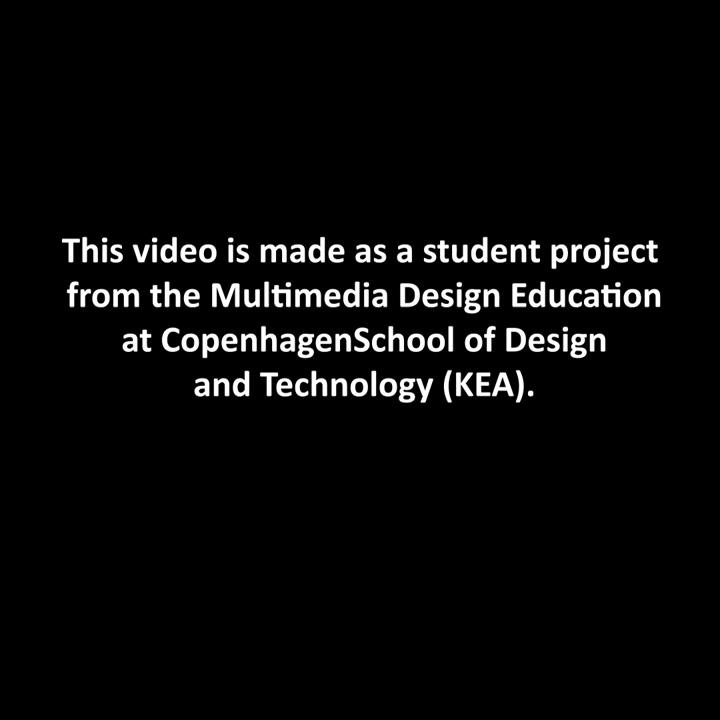 This video is made as a student project
from the Multimedia Design Education
at CopenhagenSchool of Design
and Technology (KEA).